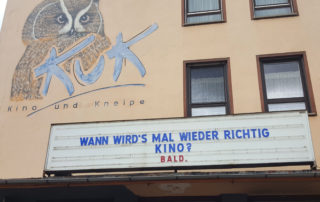 KuK
Kino und Kneipe
WANN WIRD'S MAL WIEDER RICHTIG
KINO?
BALD.